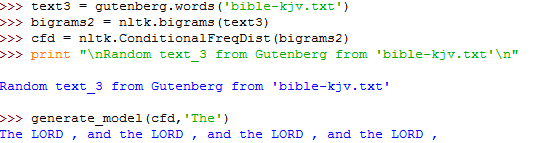 >>> text3 = gutenberg.words('bible-kjv.txt')
>>> bigrams2 = nltk.bigrams(text3)
>>> cfd = nltk.ConditionalFreqDist(bigrams2)
>>> print "\nRandom text_3 from Gutenberg from 'bible-kjv.txt'\n"
Random text_3 from Gutenberg from 'bible-kjv.txt'
>>> generate_model(cfd,'The')
The LORD , and the LORD , and the LORD , and the LORD ,